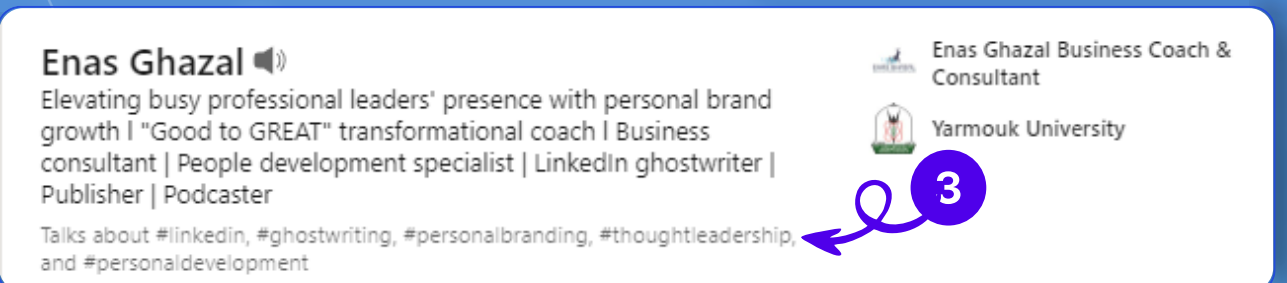 Enas Ghazal
Elevating busy professional leaders' presence with personal brand
growth l "Good to GREAT" transformational coach l Business
consultant | People development specialist | LinkedIn ghostwriter |
Publisher | Podcaster
Talks about #linkedin, #ghostwriting, #personalbranding, #thoughtleadership,
and #personaldevelopment
Enas Ghazal Business Coach &
Consultant
Yarmouk University
3